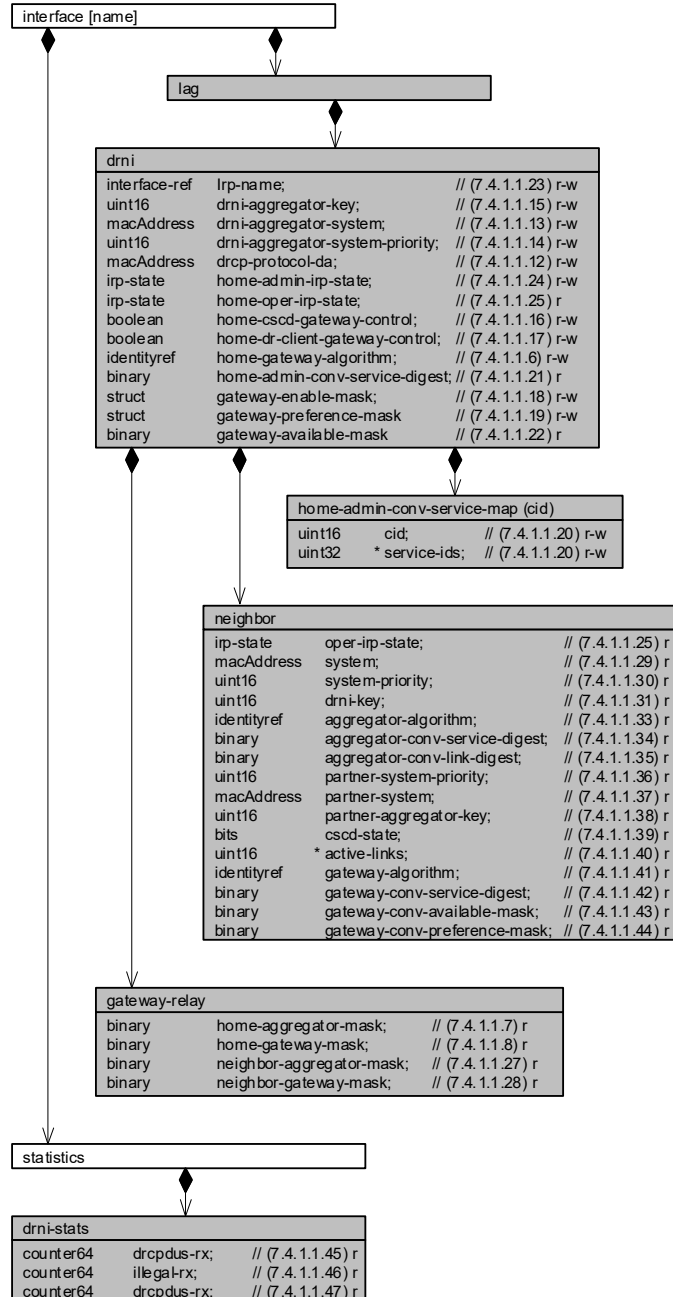 interface [name]
lag
drni
interface-ref Irp-name; // (7.4.1.1.23) r-w
uint16 drni-aggregator-key; // (7.4.1.1.15) r-w
macAddress drni-aggregator-system; // (7.4.1.1.13) r-w
uint16 drni-aggregator-system-priority; // (7.4.1.1.14) r-w
macAddress drcp-protocol-da; // (7.4.1.1.12) r-w
irp-state home-admin-irp-state; // (7.4.1.1.24) r-w
irp-state home-oper-irp-state; // (7.4.1.1.25) r
boolean home-cscd-gateway-control; // (7.4.1.1.16) r-w
boolean home-dr-client-gateway-control; // (7.4.1.1.17) r-w
identityref home-gateway-algorithm; // (7.4.1.1.6) r-w
binary home-admin-conv-service-digest; // (7.4.1.1.21) r
struct gateway-enable-mask; // (7.4.1.1.18) r-w
struct gateway-preference-mask // (7.4.1.1.19) r-w
binary gateway-available-mask // (7.4.1.1.22) r
home-admin-conv-service-map (cid)
uint16 cid; // (7.4.1.1.20) r-w
uint32 * service-ids; // (7.4.1.1.20) r-w
neighbor
irp-state oper-irp-state; // (7.4.1.1.25) r
macAddress system; // (7.4.1.1.29) r
uint16 system-priority; // (7.4.1.1.30) r
uint16 drni-key; // (7.4.1.1.31) r
identityref aggregator-algorithm; // (7.4.1.1.33) r
binary aggregator-conv-service-digest; // (7.4.1.1.34) r
binary aggregator-conv-link-digest; // (7.4.1.1.35) r
uint16 partner-system-priority; // (7.4.1.1.36) r
macAddress partner-system; // (7.4.1.1.37) r
uint16 partner-aggregator-key; // (7.4.1.1.38) r
bits cscd-state; // (7.4.1.1.39) r
uint16 * active-links; // (7.4.1.1.40) r
identityref gateway-algorithm; // (7.4.1.1.41) r
binary gateway-conv-service-digest; // (7.4.1.1.42) r
binary gateway-conv-available-mask; // (7.4.1.1.43) r
binary gateway-conv-preference-mask; // (7.4.1.1.44) r
gateway-relay
binary home-aggregator-mask; // (7.4.1.1.7) r
binary home-gateway-mask; // (7.4.1.1.8) r
binary neighbor-aggregator-mask; // (7.4.1.1.27) r
binary neighbor-gateway-mask; // (7.4.1.1.28) r
statistics
drni-stats
counter64 drcpdus-rx; // (7.4.1.1.45) r
counter64 illegal-rx; // (7.4.1.1.46) r
counter64 drcpdus-rx; // (7.4.1.1.47) r